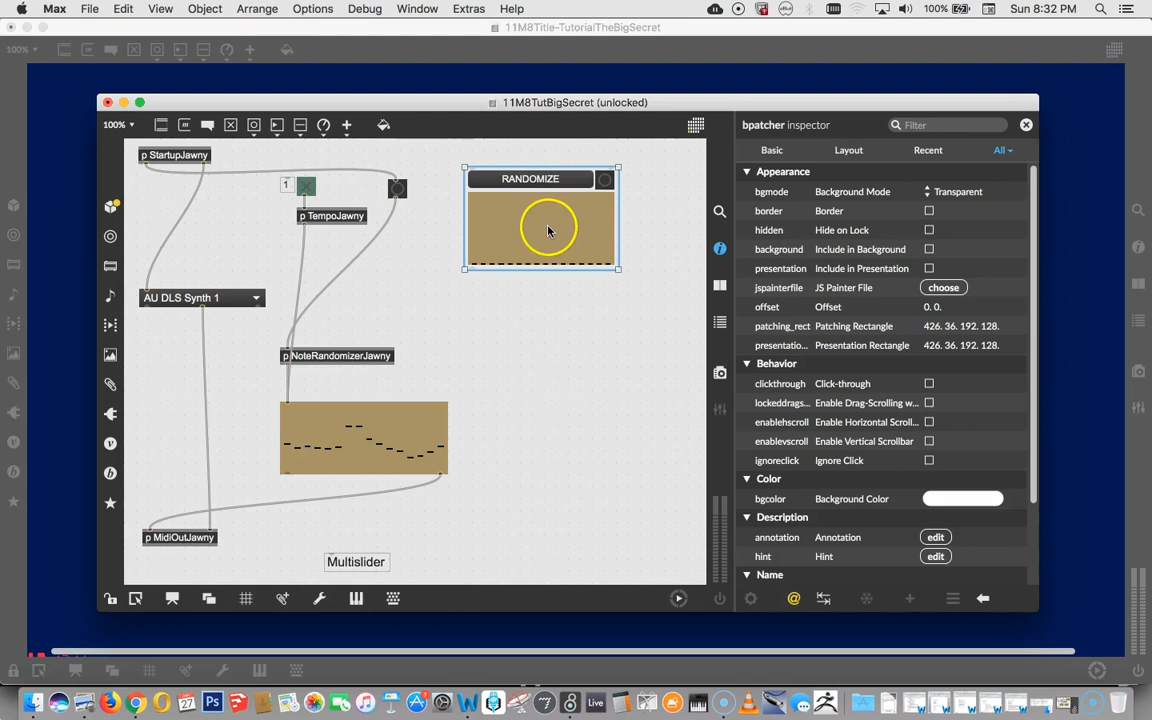 Max File Edit View Object Arrange Options Debug Window Extras Help 100% Sun 8:32 PM
11M8Title-TutorialTheBigSecret
100%
11M8TutBigSecret (unlocked)
100%
bpatcher inspector
Filter
Basic Layout Recent All
p StartupJawny
1
p TempoJawny
AU DLS Synth 1
p NoteRandomizerJawny
p MidiOutJawny
Multislider
RANDOMIZE
Appearance
bgmode Background Mode Transparent
border Border
hidden Hide on Lock
background Include in Background
presentation Include in Presentation
jspainterfile JS Painter File choose
offset Offset 0. 0.
patching_rect Patching Rectangle 426. 36. 192. 128.
presentatio... Presentation Rectangle 426. 36. 192. 128.
Behavior
clickthrough Click-through
lockeddrags... Enable Drag-Scrolling w...
enablehscroll Enable Horizontal Scroll...
enablevscroll Enable Vertical Scrollbar
ignoreclick Ignore Click
Color
bgcolor Background Color
Description
annotation Annotation edit
hint Hint edit
Name